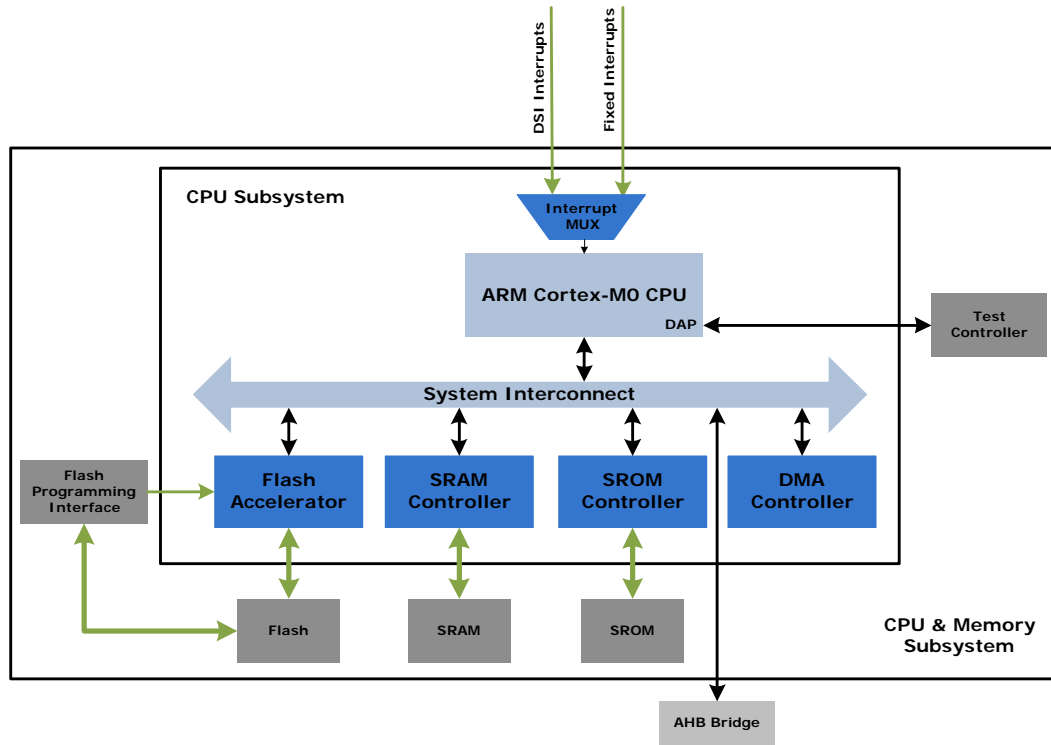 DSI Interrupts
Fixed Interrupts
CPU Subsystem
Interrupt
MUX
ARM Cortex-M0 CPU
DAP
Test
Controller
System Interconnect
Flash
Programming
Interface
Flash
Accelerator
SRAM
Controller
SROM
Controller
DMA
Controller
Flash
SRAM
SROM
CPU & Memory
Subsystem
AHB Bridge